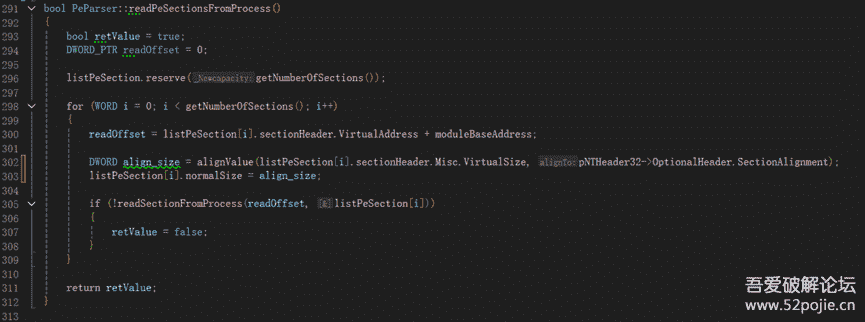 291 bool PeParser::readPeSectionsFromProcess()
292 {
293 bool retValue = true;
294 DWORD_PTR readOffset = 0;
295
296 listPeSection.reserve(_Newcapacity:getNumberOfSections());
297
298 for (WORD i = 0; i < getNumberOfSections(); i++)
299 {
300 readOffset = listPeSection[i].sectionHeader.VirtualAddress + moduleBaseAddress;
301
302 DWORD align_size = alignValue(listPeSection[i].sectionHeader.Misc.VirtualSize, alignTo:pNTHeader32->OptionalHeader.SectionAlignment);
303 listPeSection[i].normalSize = align_size;
304
305 if (!readSectionFromProcess(readOffset, listPeSection[i]))
306 {
307 retValue = false;
308 }
309 }
310
311 return retValue;
312 }
313
吾爱破解论坛
www.52pojie.cn